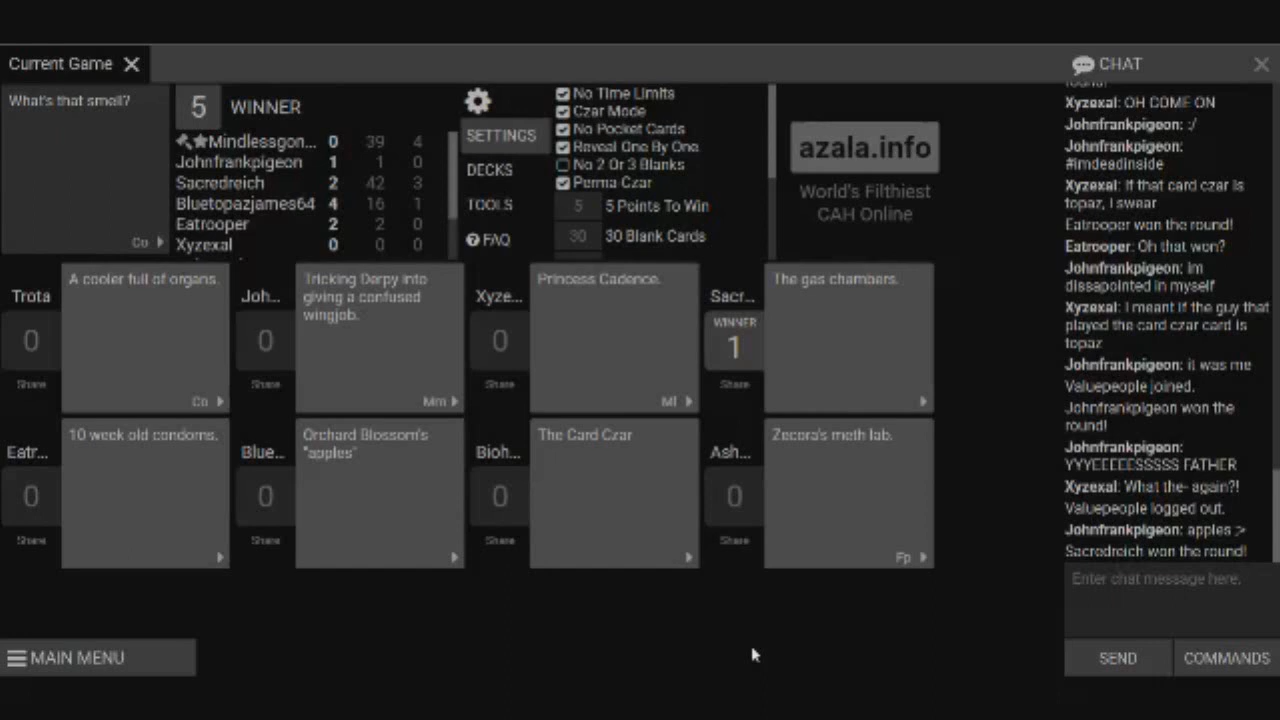 Current Game
CHAT
What's that smell?
Co
5 WINNER
Mindlessgon... 0 39 4
Johnfrankpigeon 1 1 0
Sacredreich 2 42 3
Bluetopazjames64 4 16 1
Eatrooper 2 2 0
Xyzexal 0 0 0
SETTINGS
DECKS
TOOLS
FAQ
No Time Limits
Czar Mode
No Pocket Cards
Reveal One By One
No 2 Or 3 Blanks
Perma Czar
5 5 Points To Win
30 30 Blank Cards
azala.info
World's Filthiest
CAH Online
Trota
0
Share
A cooler full of organs.
Co
Joh...
0
Share
Tricking Derpy into
giving a confused
wingjob.
Mm
Xyze...
0
Share
Princess Cadence.
Ml
Sacr...
WINNER
1
Share
The gas chambers.
Eatr...
0
Share
10 week old condoms.
Blue...
0
Share
Orchard Blossom's
"apples"
Bioh...
0
Share
The Card Czar
Ash...
0
Share
Zecora's meth lab.
Fp
MAIN MENU
round!
Xyzexal: OH COME ON
Johnfrankpigeon: :/
Johnfrankpigeon:
#imdeadinside
Xyzexal: If that card czar is
topaz, I swear
Eatrooper won the round!
Eatrooper: Oh that won?
Johnfrankpigeon: im
dissapointed in myself
Xyzexal: I meant if the guy that
played the card czar card is
topaz
Johnfrankpigeon: it was me
Valuepeople joined.
Johnfrankpigeon won the
round!
Johnfrankpigeon:
YYYEEEEESSSSS FATHER
Xyzexal: What the- again?!
Valuepeople logged out.
Johnfrankpigeon: apples ;>
Sacredreich won the round!
Enter chat message here.
SEND
COMMANDS